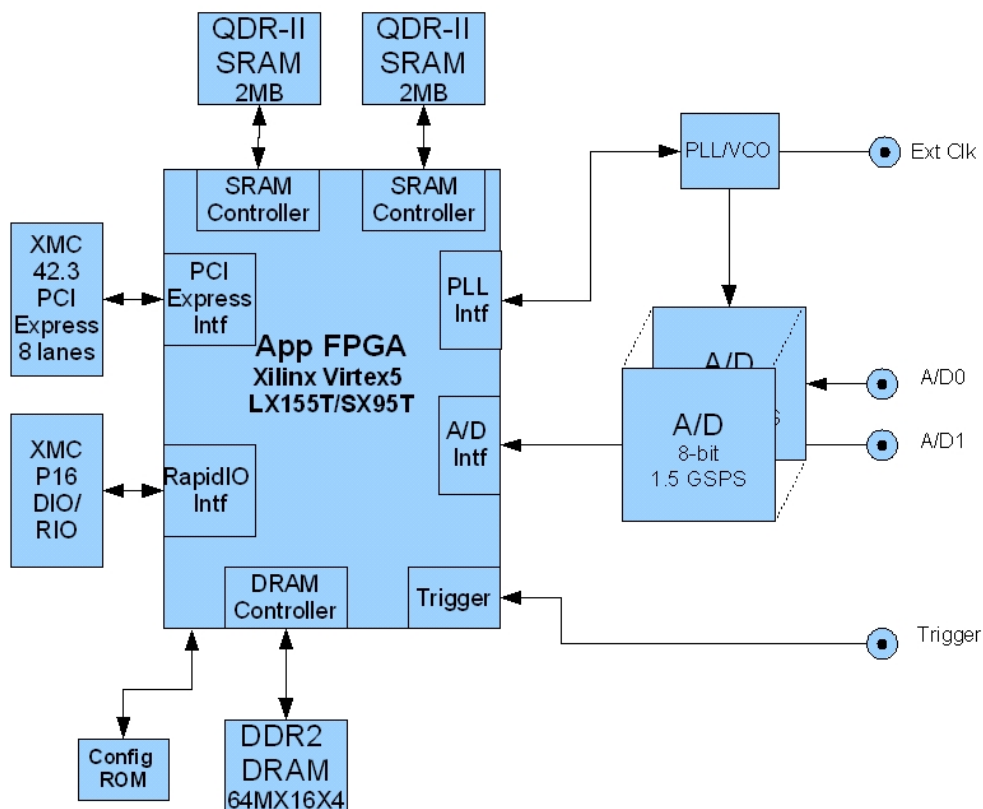 QDR-II
SRAM
2MB
QDR-II
SRAM
2MB
PLL/VCO
Ext Clk
SRAM
Controller
SRAM
Controller
XMC
42.3
PCI
Express
8 lanes
PCI
Express
Intf
PLL
Intf
App FPGA
Xilinx Virtex5
LX155T/SX95T
A/D
A/D
8-bit
1.5 GSPS
A/D0
A/D1
A/D
Intf
XMC
P16
DIO/
RIO
RapidIO
Intf
DRAM
Controller
Trigger
Trigger
Config
ROM
DDR2
DRAM
64MX16X4